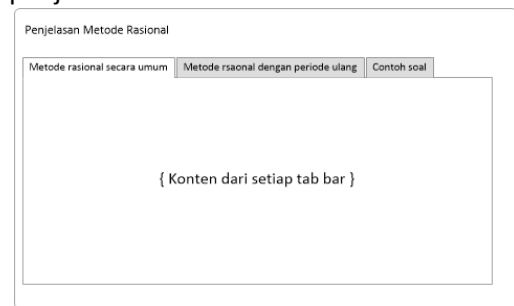 Penjelasan Metode Rasional
Metode rasional secara umum Metode rsaonal dengan periode ulang Contoh soal
{ Konten dari setiap tab bar }